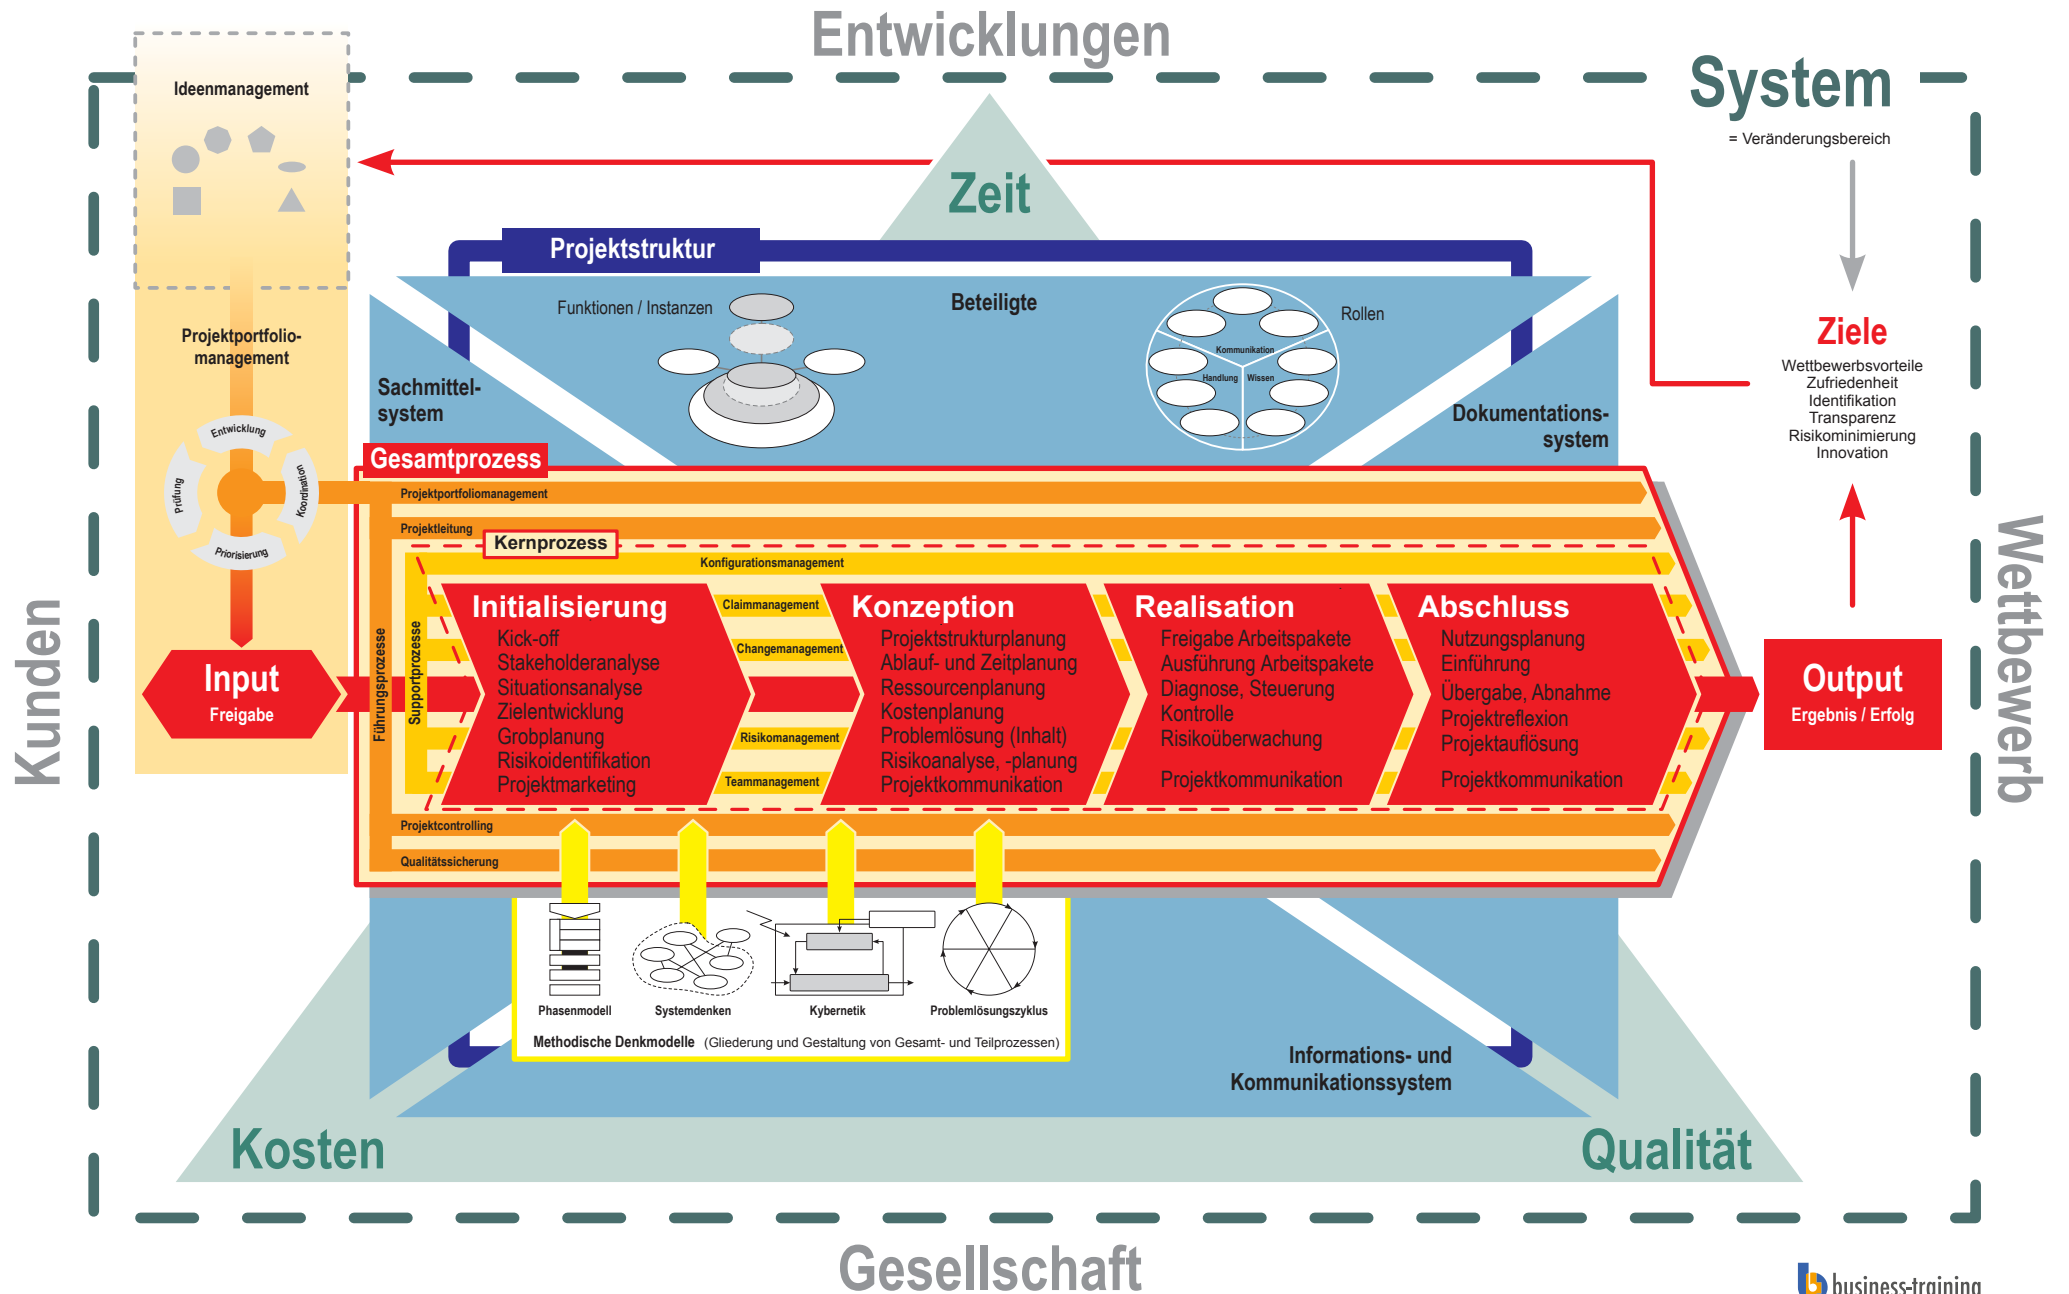 Entwicklungen
System
= Veränderungsbereich
Ideenmanagement
Zeit
Projektstruktur
Funktionen / Instanzen
Beteiligte
Rollen
Kommunikation
Handlung
Wissen
Projektportfolio-
management
Sachmittel-
system
Dokumentations-
system
Ziele
Wettbewerbsvorteile
Zufriedenheit
Identifikation
Transparenz
Risikominimierung
Innovation
Entwicklung
Koordination
Priorisierung
Prüfung
Gesamtprozess
Projektportfoliomanagement
Projektleitung
Kernprozess
Konfigurationsmanagement
Führungsprozesse
Supportprozesse
Input
Freigabe
Initialisierung
Kick-off
Stakeholderanalyse
Situationsanalyse
Zielentwicklung
Grobplanung
Risikoidentifikation
Projektmarketing
Claimmanagement
Changemanagement
Risikomanagement
Teammanagement
Konzeption
Projektstrukturplanung
Ablauf- und Zeitplanung
Ressourcenplanung
Kostenplanung
Problemlösung (Inhalt)
Risikoanalyse, -planung
Projektkommunikation
Realisation
Freigabe Arbeitspakete
Ausführung Arbeitspakete
Diagnose, Steuerung
Kontrolle
Risikoüberwachung
Projektkommunikation
Abschluss
Nutzungsplanung
Einführung
Übergabe, Abnahme
Projektreflexion
Projektauflösung
Projektkommunikation
Output
Ergebnis / Erfolg
Projektcontrolling
Qualitätssicherung
Kunden
Wettbewerb
Phasenmodell
Systemdenken
Kybernetik
Problemlösungszyklus
Methodische Denkmodelle (Gliederung und Gestaltung von Gesamt- und Teilprozessen)
Informations- und
Kommunikationssystem
Kosten
Qualität
Gesellschaft
business-training